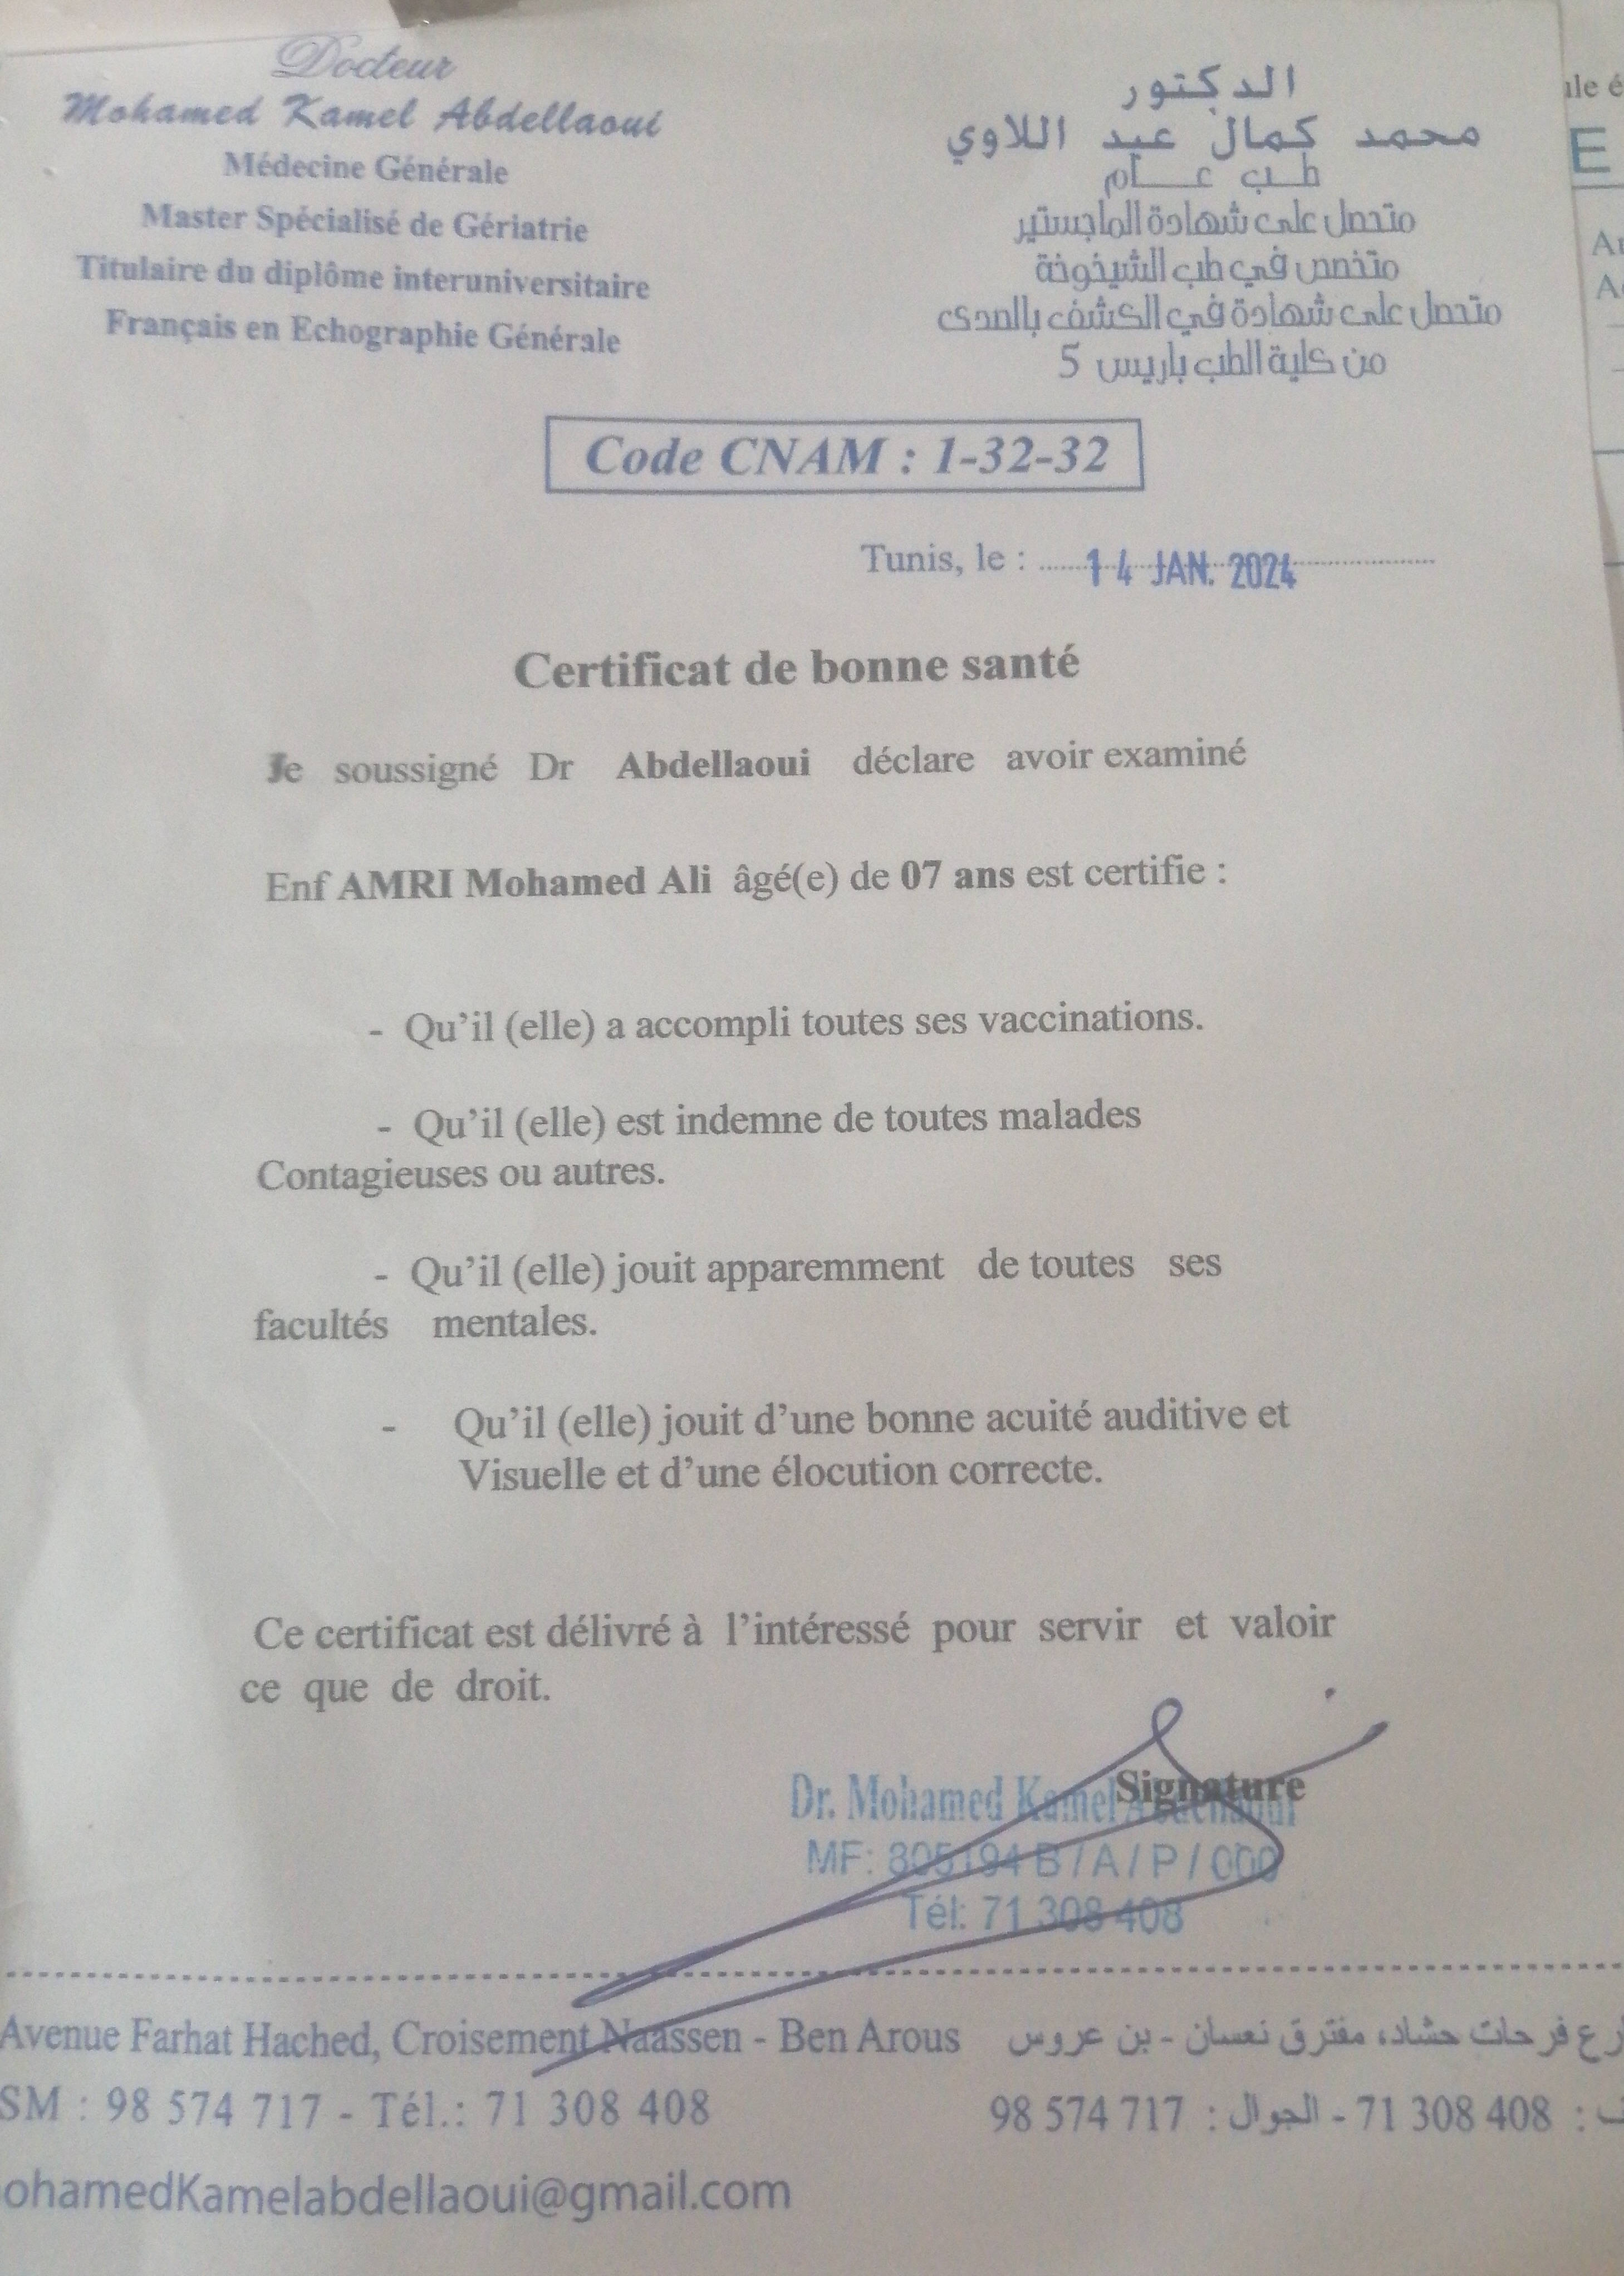 Docteur
Mohamed Kamel Abdellaoui
Médecine Générale
Master Spécialisé de Gériatrie
Titulaire du diplôme interuniversitaire
Français en Echographie Générale
الدكتور
محمد كمال عبد اللاوي
طب عام
متحصل على شهادة الماجستير
متخصص في طب الشيخوخة
متحصل على شهادة في الكشف بالصدى
من كلية الطب باريس 5
Code CNAM : 1-32-32
Tunis, le : 14 JAN. 2024
Certificat de bonne santé
Je soussigné Dr Abdellaoui déclare avoir examiné
Enf AMRI Mohamed Ali âgé(e) de 07 ans est certifie :
- Qu'il (elle) a accompli toutes ses vaccinations.
- Qu'il (elle) est indemne de toutes malades
Contagieuses ou autres.
- Qu'il (elle) jouit apparemment de toutes ses
facultés mentales.
- Qu'il (elle) jouit d'une bonne acuité auditive et
Visuelle et d'une élocution correcte.
Ce certificat est délivré à l'intéressé pour servir et valoir
ce que de droit.
Signature
Dr. Mohamed Kamel Abdellaoui
MF: 805194 B / A / P / 000
Tél: 71 308 408
Avenue Farhat Hached, Croisement Naassen - Ben Arous
فرحات حشاد، مفترق نعسان - بن عروس
SM : 98 574 717 - Tél.: 71 308 408
71 308 408 - الجوال : 98 574 717
ohamedKamelabdellaoui@gmail.com